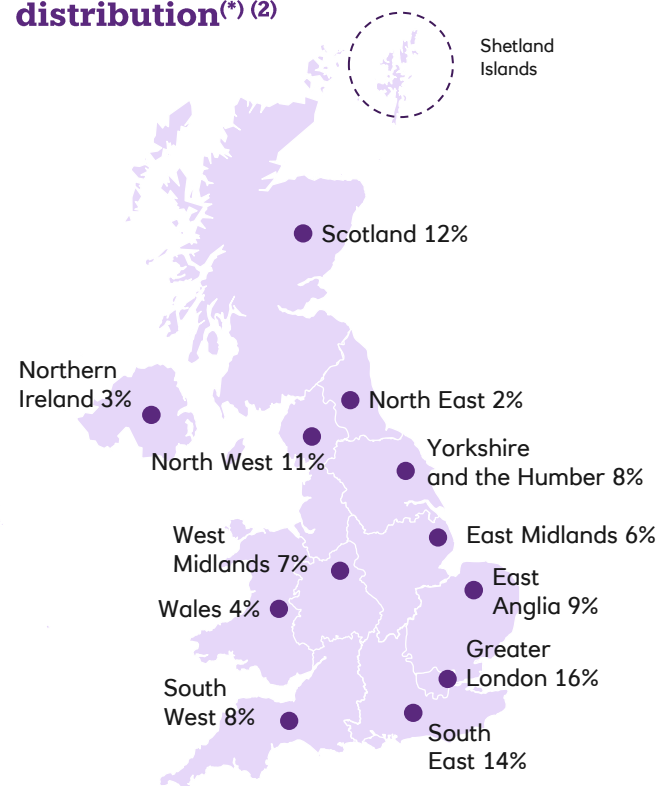 distribution(*) (2)
Shetland
Islands
Scotland 12%
Northern
Ireland 3%
North East 2%
North West 11%
Yorkshire
and the Humber 8%
West
Midlands 7%
East Midlands 6%
East
Anglia 9%
Wales 4%
Greater
London 16%
South
West 8%
South
East 14%